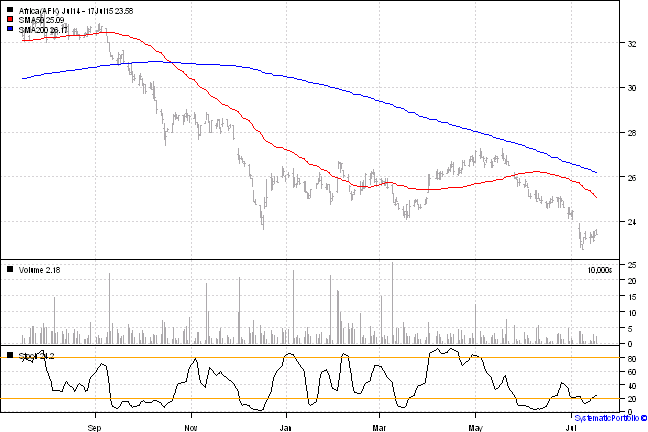 Africa(AFK) Jul14 - 17Jul15 23.58
SMA50 25.09
SMA200 26.17
32
30
28
26
24
Volume 2.18
10,000s
25
20
15
10
5
0
24.2
80
60
40
20
0
Sep
Nov
Jan
Mar
May
Jul
SystematicPortfolio ©